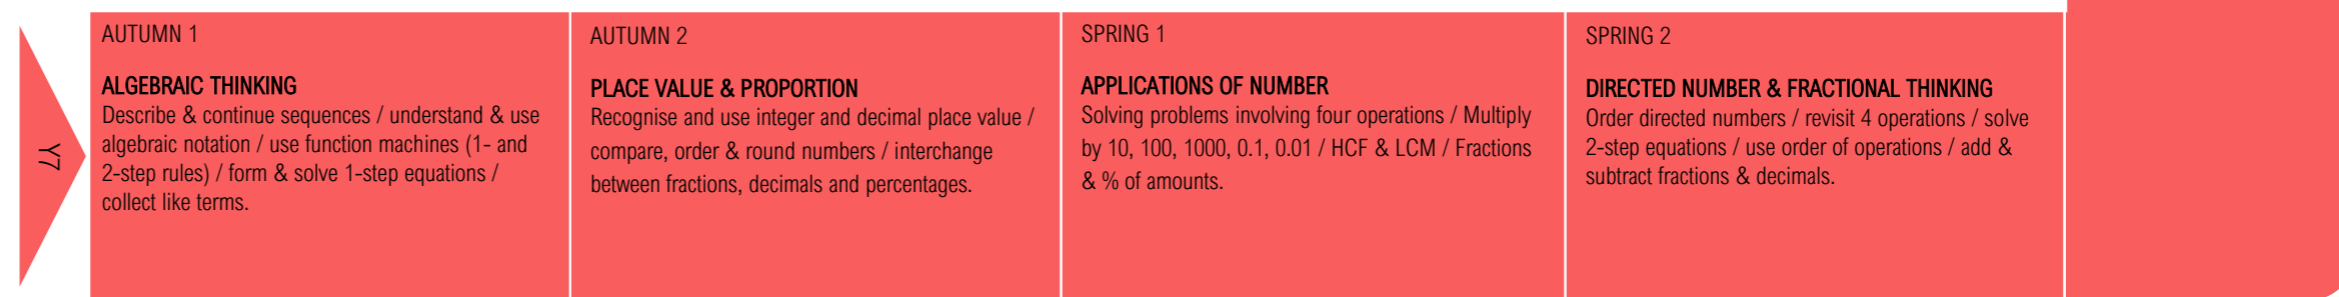 Y7
AUTUMN 1
ALGEBRAIC THINKING
Describe & continue sequences / understand & use
algebraic notation / use function machines (1- and
2-step rules) / form & solve 1-step equations /
collect like terms.
AUTUMN 2
PLACE VALUE & PROPORTION
Recognise and use integer and decimal place value /
compare, order & round numbers / interchange
between fractions, decimals and percentages.
SPRING 1
APPLICATIONS OF NUMBER
Solving problems involving four operations / Multiply
by 10, 100, 1000, 0.1, 0.01 / HCF & LCM / Fractions
& % of amounts.
SPRING 2
DIRECTED NUMBER & FRACTIONAL THINKING
Order directed numbers / revisit 4 operations / solve
2-step equations / use order of operations / add &
subtract fractions & decimals.